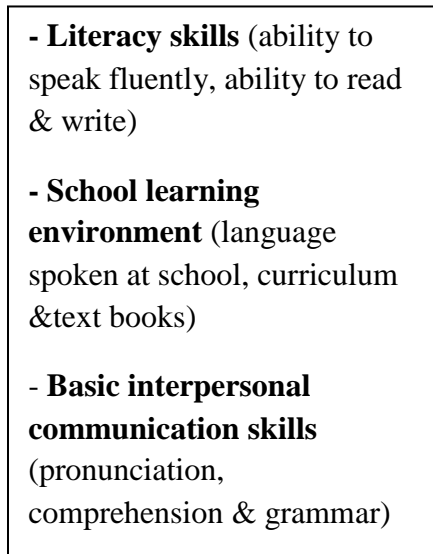 - Literacy skills (ability to
speak fluently, ability to read
& write)
- School learning
environment (language
spoken at school, curriculum
&text books)
- Basic interpersonal
communication skills
(pronunciation,
comprehension & grammar)